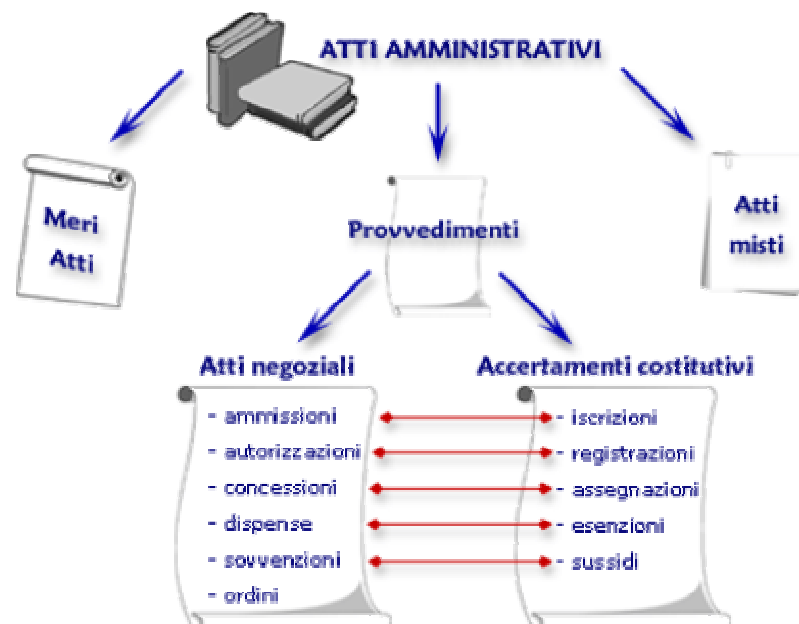 ATTI AMMINISTRATIVI
Meri
Atti
Provvedimenti
Atti
misti
Atti negoziali
- ammissioni
- autorizzazioni
- concessioni
- dispense
- sovvenzioni
- ordini
Accertamenti costitutivi
- iscrizioni
- registrazioni
- assegnazioni
- esenzioni
- sussidi